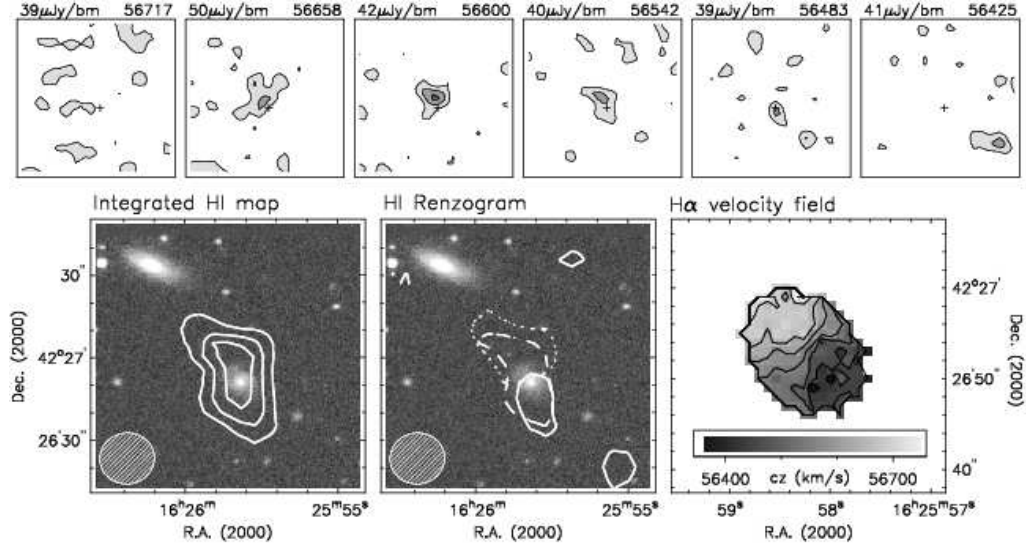 39μJy/bm 56717 50μJy/bm 56658 42μJy/bm 56600 40μJy/bm 56542 39μJy/bm 56483 41μJy/bm 56425
Integrated HI map HI Renzogram Hα velocity field
30"
42°27' 42°27'
Dec. (2000) Dec. (2000)
26'50"
26'30"
56400 cz (km/s) 56700
40"
16ʰ26ᵐ 25ᵐ55ˢ 16ʰ26ᵐ 25ᵐ55ˢ 59ˢ 58ˢ 16ʰ25ᵐ57ˢ
R.A. (2000) R.A. (2000) R.A. (2000)